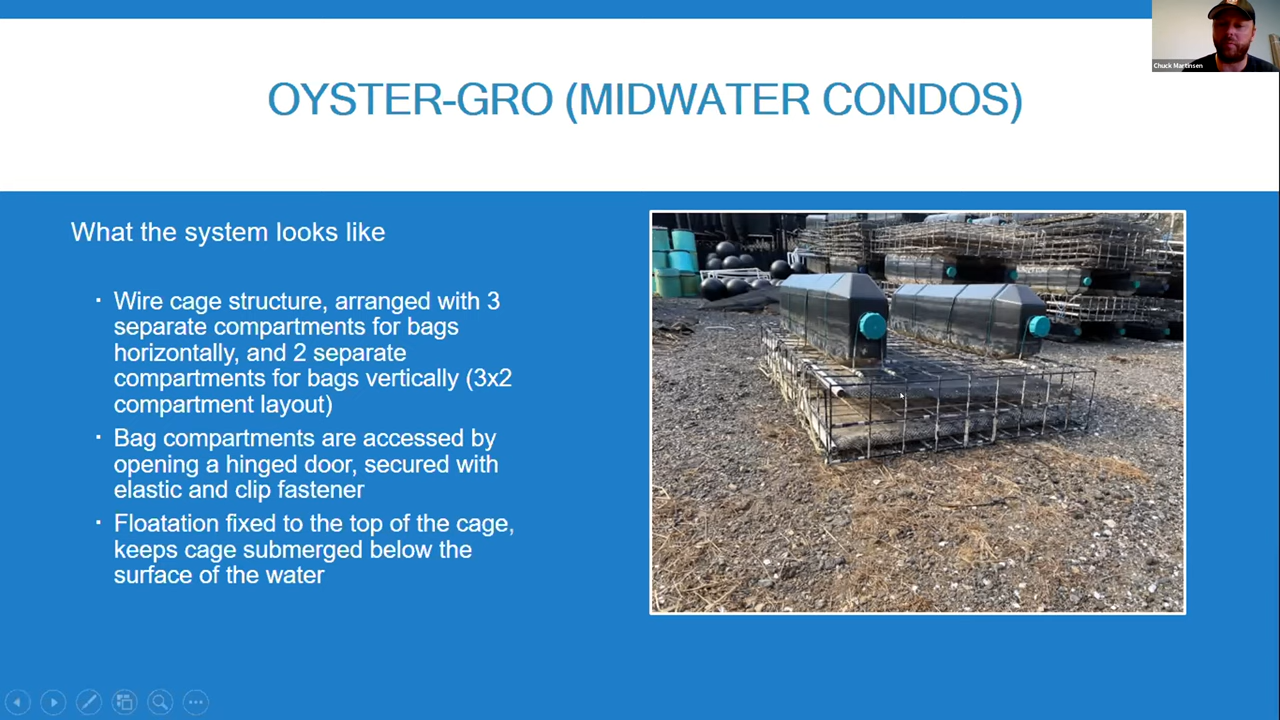 Chuck Martinsen
OYSTER-GRO (MIDWATER CONDOS)
What the system looks like
· Wire cage structure, arranged with 3
separate compartments for bags
horizontally, and 2 separate
compartments for bags vertically (3x2
compartment layout)
· Bag compartments are accessed by
opening a hinged door, secured with
elastic and clip fastener
· Floatation fixed to the top of the cage,
keeps cage submerged below the
surface of the water